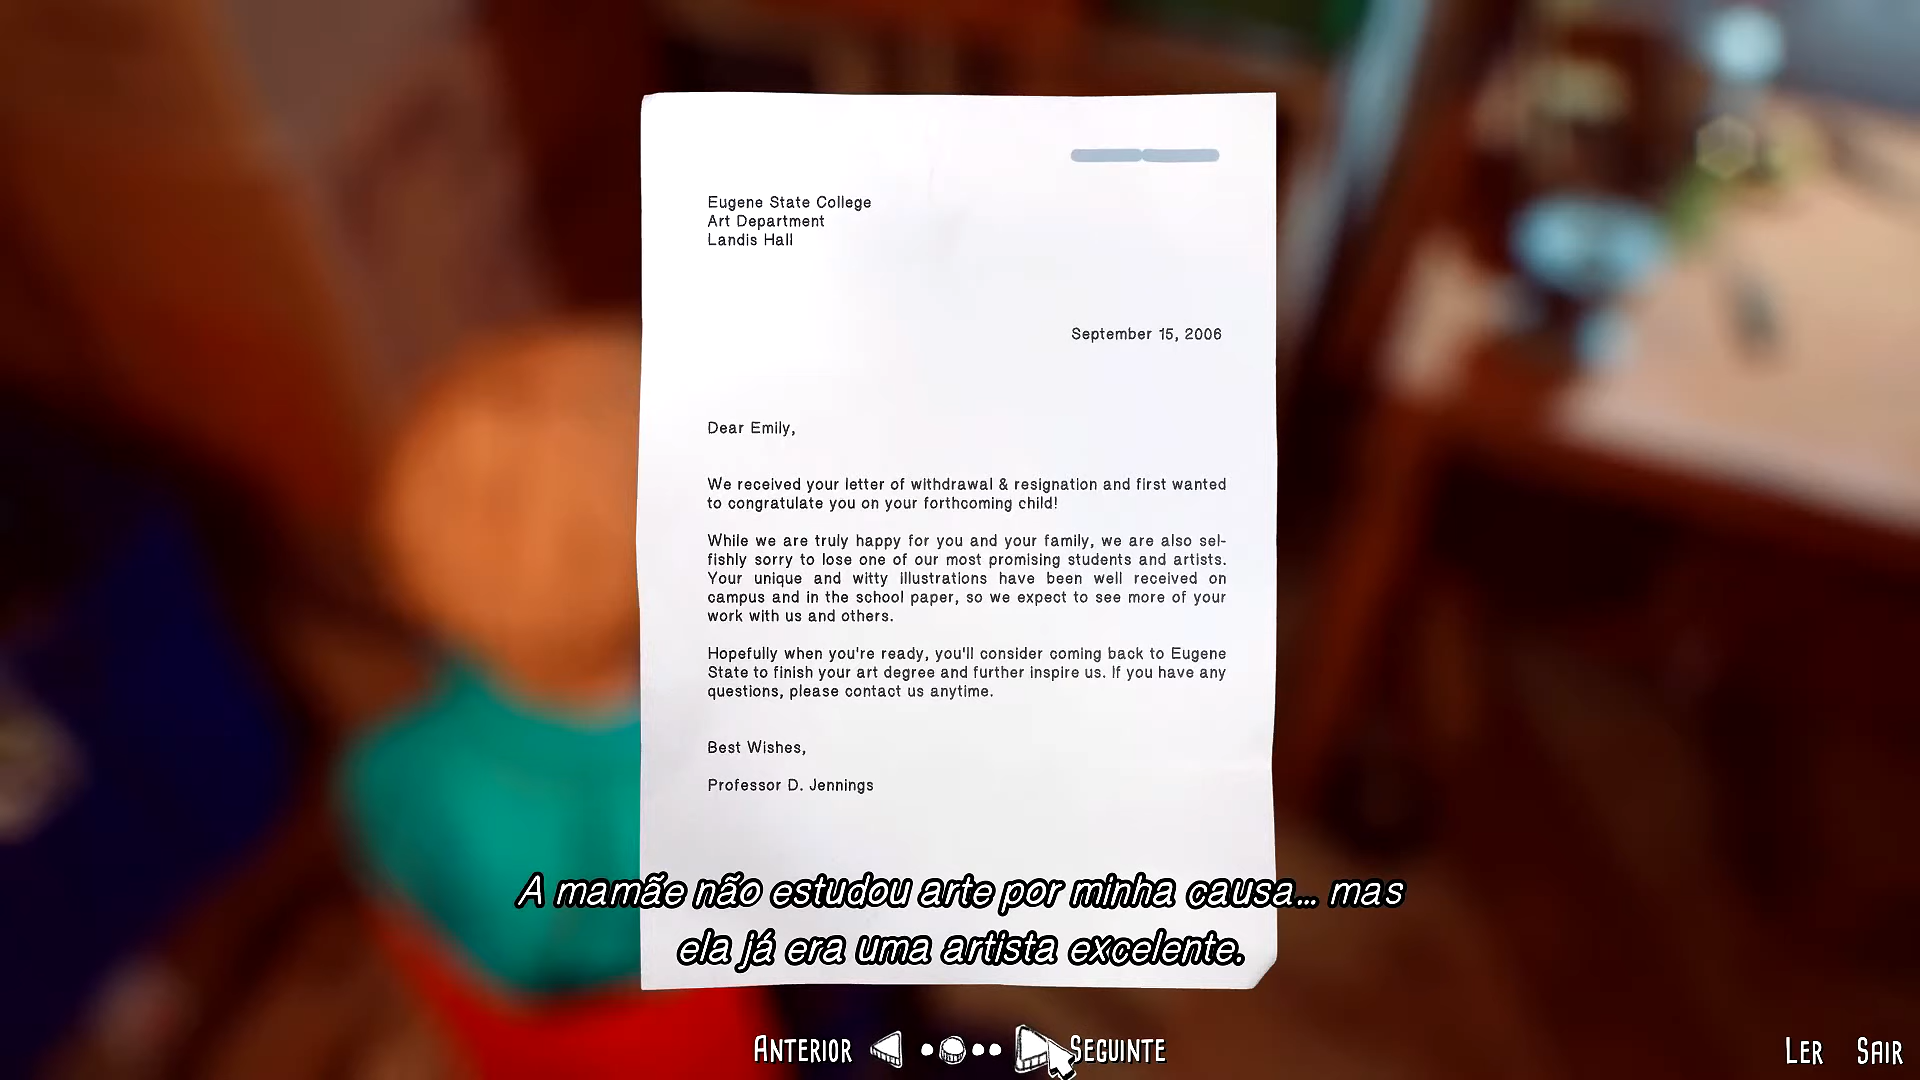 Eugene State College
Art Department
Landis Hall
September 15, 2006
Dear Emily,
We received your letter of withdrawal & resignation and first wanted
to congratulate you on your forthcoming child!
While we are truly happy for you and your family, we are also sel-
fishly sorry to lose one of our most promising students and artists.
Your unique and witty illustrations have been well received on
campus and in the school paper, so we expect to see more of your
work with us and others.
Hopefully when you're ready, you'll consider coming back to Eugene
State to finish your art degree and further inspire us. If you have any
questions, please contact us anytime.
Best Wishes,
Professor D. Jennings
A mamãe não estudou arte por minha causa... mas
ela já era uma artista excelente.
ANTERIOR SEGUINTE
LER SAIR